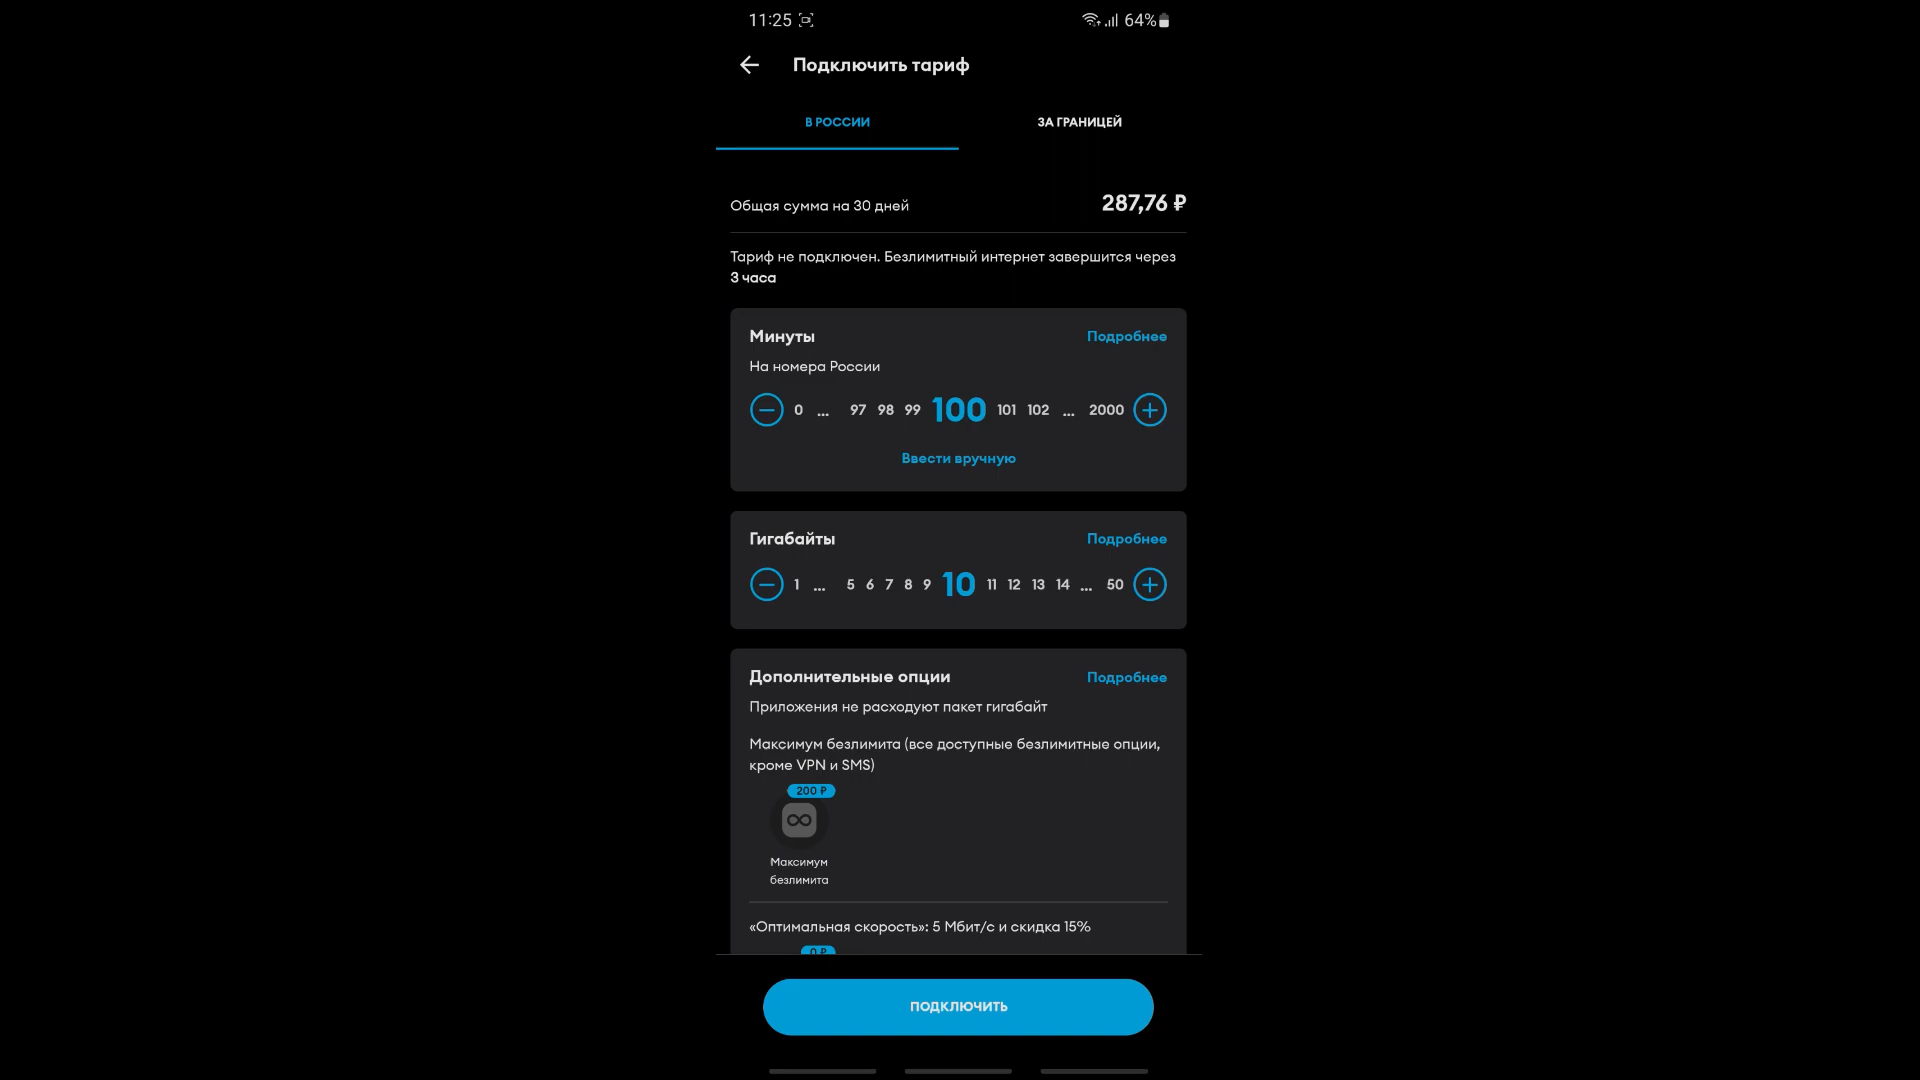 11:25 64%
Подключить тариф
В РОССИИ ЗА ГРАНИЦЕЙ
Общая сумма на 30 дней 287,76 ₽
Тариф не подключен. Безлимитный интернет завершится через
3 часа
Минуты Подробнее
На номера России
0 ... 97 98 99 100 101 102 ... 2000
Ввести вручную
Гигабайты Подробнее
1 ... 5 6 7 8 9 10 11 12 13 14 ... 50
Дополнительные опции Подробнее
Приложения не расходуют пакет гигабайт
Максимум безлимита (все доступные безлимитные опции,
кроме VPN и SMS)
200 ₽
Максимум
безлимита
«Оптимальная скорость»: 5 Мбит/с и скидка 15%
0 ₽
ПОДКЛЮЧИТЬ